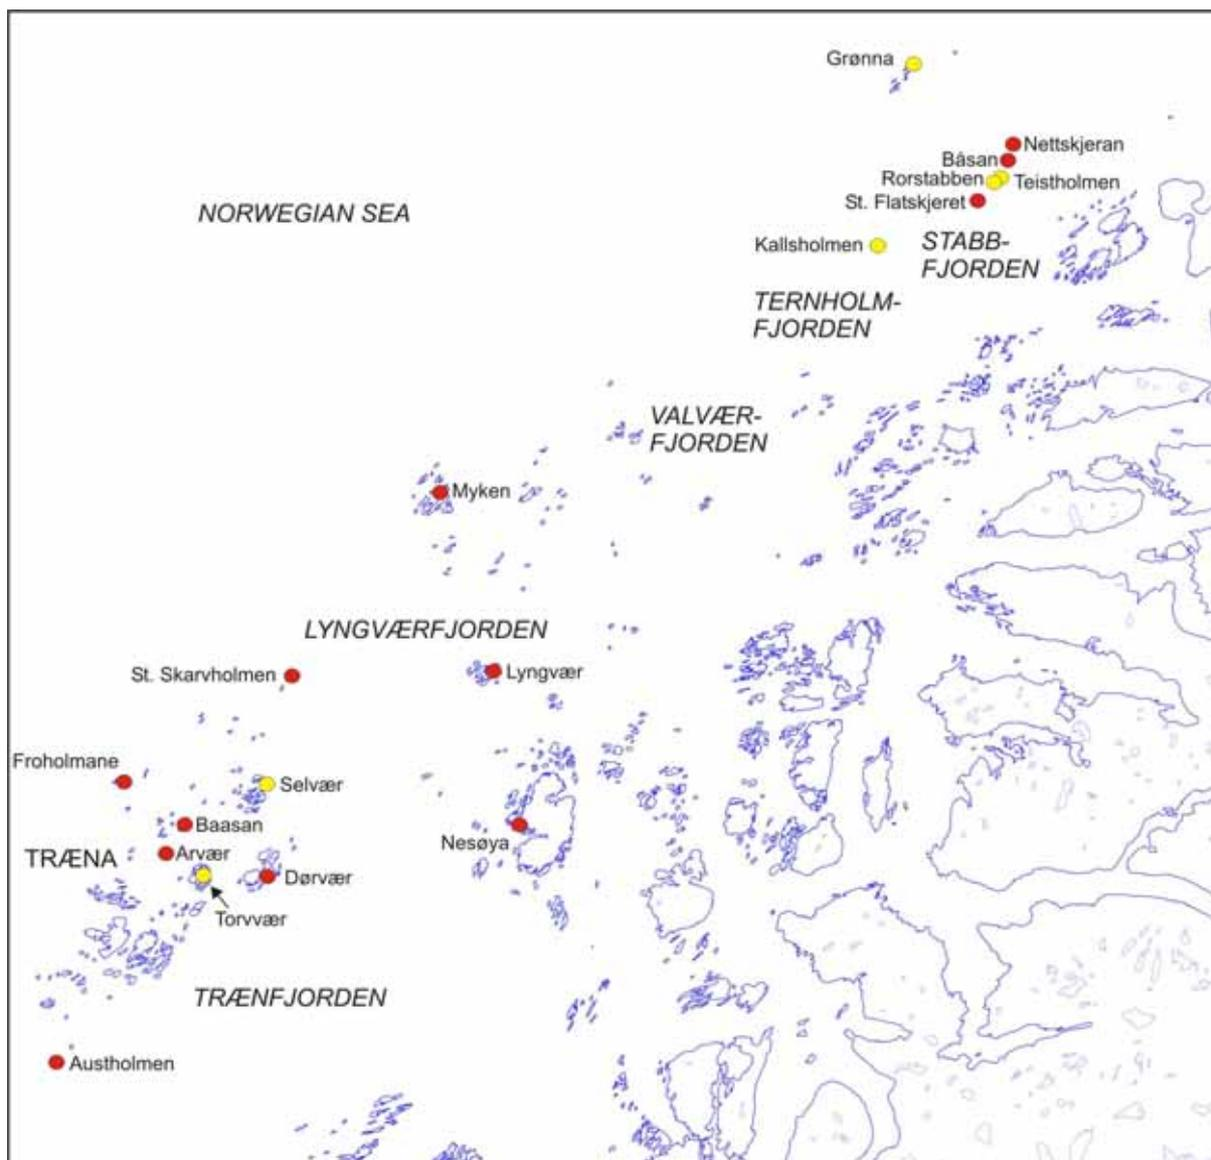 Grønna
Nettskjeran
Båsan
Rorstabben
Teistholmen
St. Flatskjeret
NORWEGIAN SEA
Kallsholmen
STABB-
FJORDEN
TERNHOLM-
FJORDEN
VALVÆR-
FJORDEN
Myken
LYNGVÆRFJORDEN
St. Skarvholmen
Lyngvær
Froholmane
Selvær
Baasan
Nesøya
TRÆNA
Arvær
Dørvær
Torvvær
TRÆNFJORDEN
Austholmen